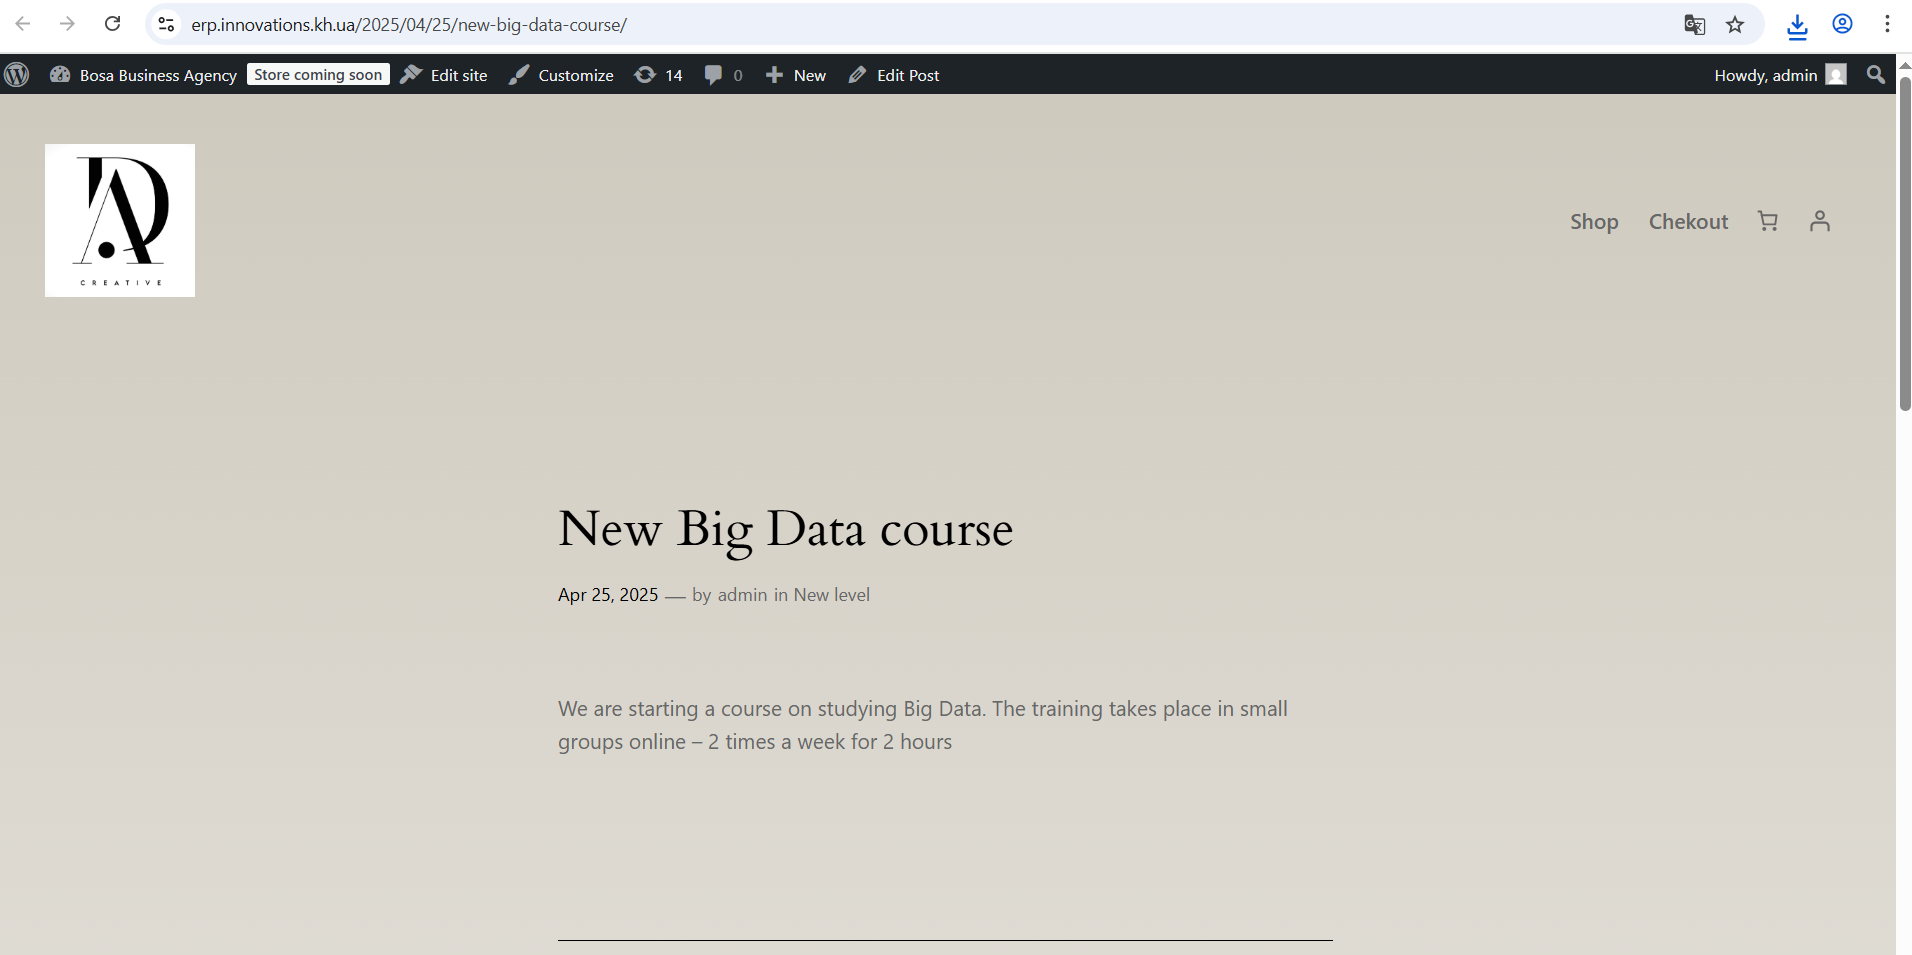 erp.innovations.kh.ua/2025/04/25/new-big-data-course/
Bosa Business Agency Store coming soon Edit site Customize 14 0 New Edit Post Howdy, admin
DA
CREATIVE
Shop Chekout
New Big Data course
Apr 25, 2025 — by admin in New level
We are starting a course on studying Big Data. The training takes place in small
groups online – 2 times a week for 2 hours